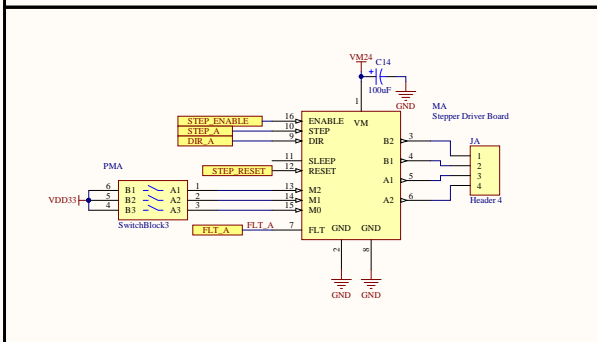 VM24
C14
+
100uF
GND
MA
Stepper Driver Board
1
VM
STEP_ENABLE 16 ENABLE
STEP_A 10 STEP
DIR_A 9 DIR
B2 3
JA
11 SLEEP
STEP_RESET 12 RESET
B1 4
A1 5
A2 6
1
2
3
4
Header 4
PMA
VDD33
6 B1 A1 1 13 M2
5 B2 A2 2 14 M1
4 B3 A3 3 15 M0
SwitchBlock3
FLT_A FLT_A 7 FLT
GND GND
2 8
GND GND